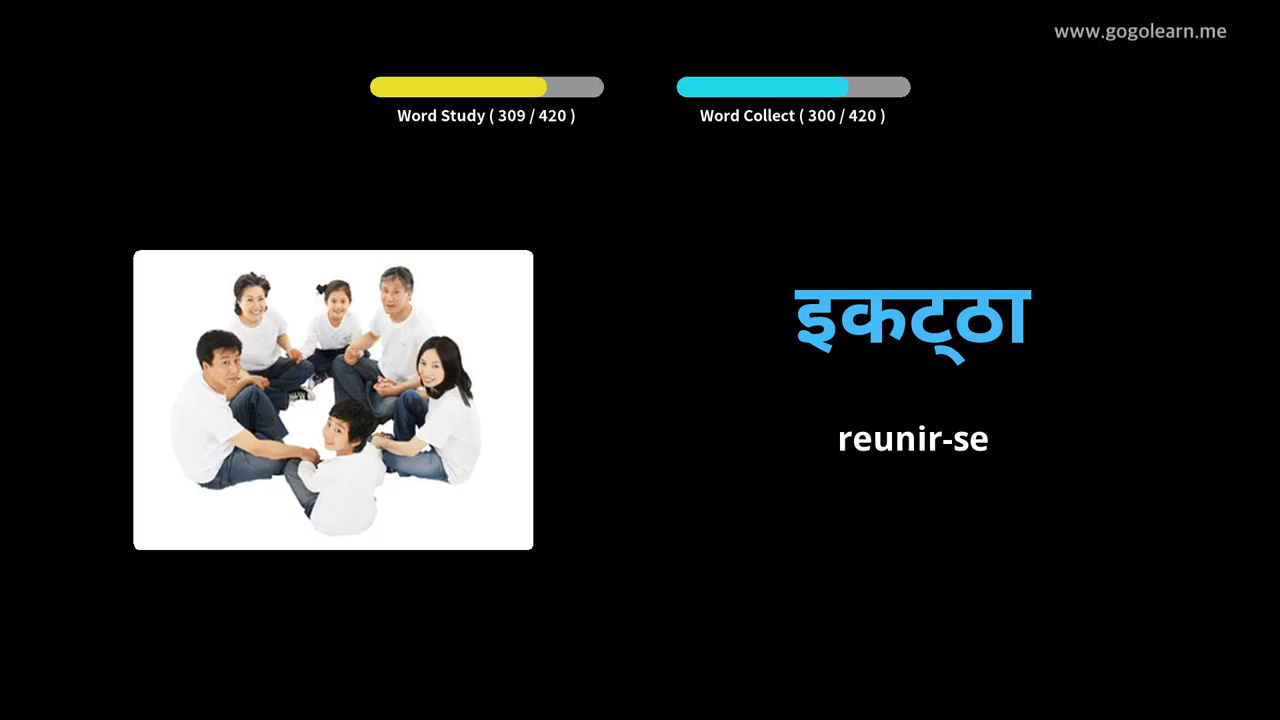 www.gogolearn.me
Word Study ( 309 / 420 )
Word Collect ( 300 / 420 )
इकट्ठा
reunir-se